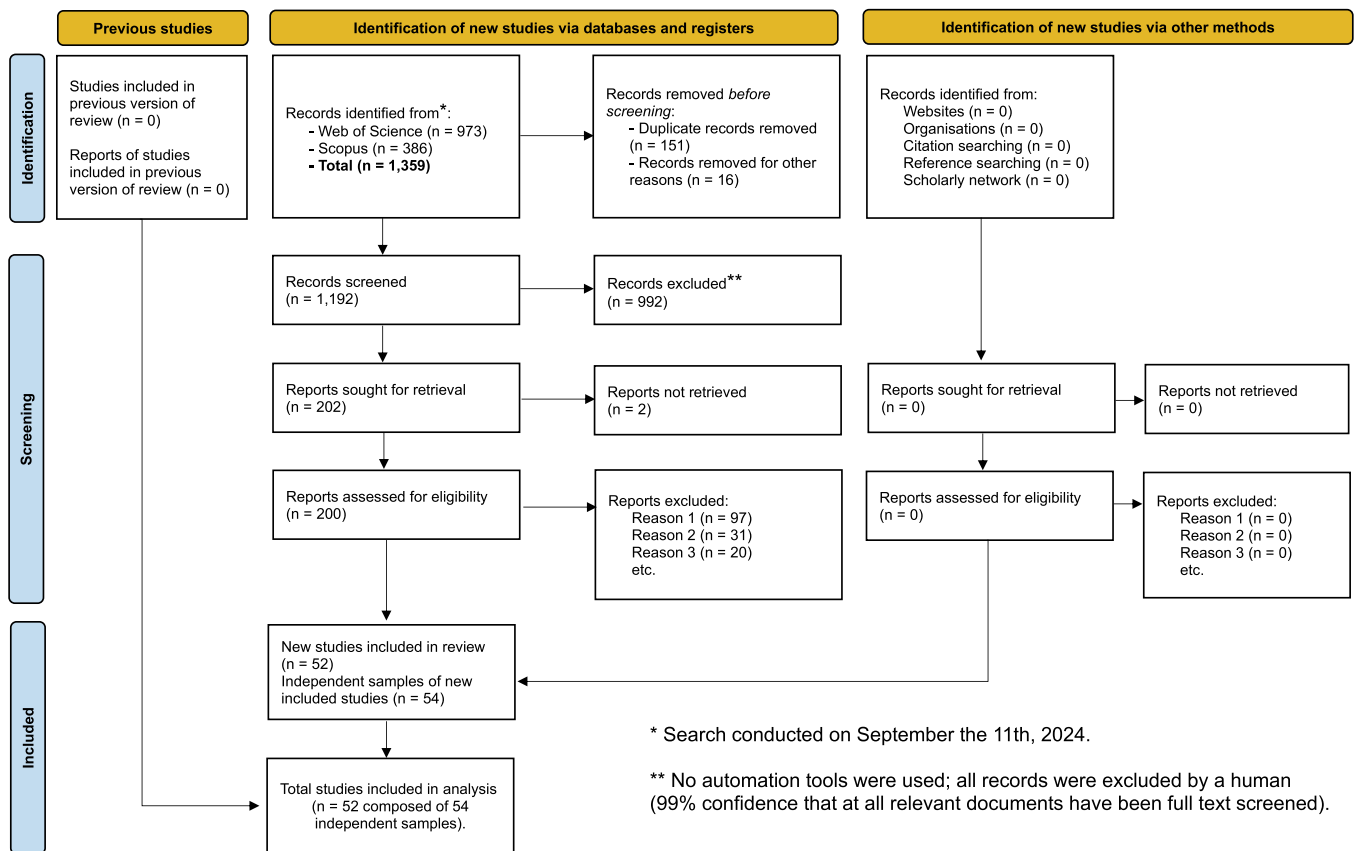 Previous studies
Identification of new studies via databases and registers
Identification of new studies via other methods
Identification
Studies included in
previous version of
review (n = 0)
Reports of studies
included in previous
version of review (n = 0)
Records identified from*:
- Web of Science (n = 973)
- Scopus (n = 386)
- Total (n = 1,359)
Records removed before
screening:
- Duplicate records removed
(n = 151)
- Records removed for other
reasons (n = 16)
Records identified from:
Websites (n = 0)
Organisations (n = 0)
Citation searching (n = 0)
Reference searching (n = 0)
Scholarly network (n = 0)
Screening
Records screened
(n = 1,192)
Records excluded**
(n = 992)
Reports sought for retrieval
(n = 202)
Reports not retrieved
(n = 2)
Reports sought for retrieval
(n = 0)
Reports not retrieved
(n = 0)
Reports assessed for eligibility
(n = 200)
Reports excluded:
Reason 1 (n = 97)
Reason 2 (n = 31)
Reason 3 (n = 20)
etc.
Reports assessed for eligibility
(n = 0)
Reports excluded:
Reason 1 (n = 0)
Reason 2 (n = 0)
Reason 3 (n = 0)
etc.
Included
New studies included in review
(n = 52)
Independent samples of new
included studies (n = 54)
Total studies included in analysis
(n = 52 composed of 54
independent samples).
* Search conducted on September the 11th, 2024.
** No automation tools were used; all records were excluded by a human
(99% confidence that at all relevant documents have been full text screened).